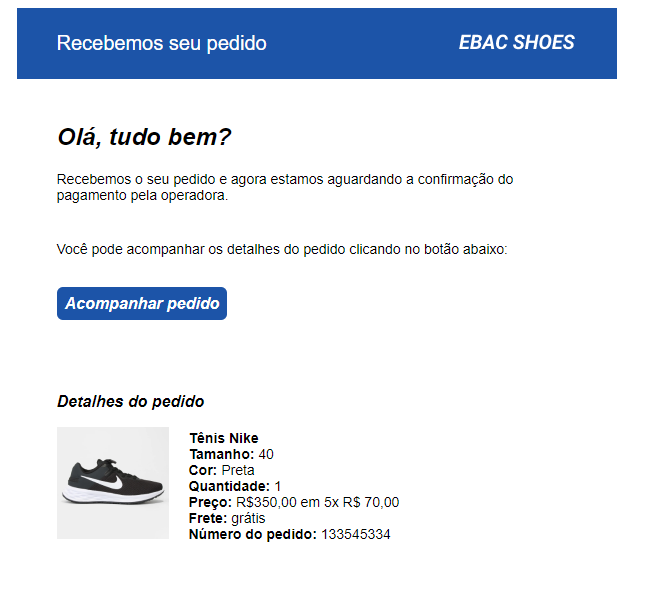 Recebemos seu pedido
EBAC SHOES
Olá, tudo bem?
Recebemos o seu pedido e agora estamos aguardando a confirmação do
pagamento pela operadora.
Você pode acompanhar os detalhes do pedido clicando no botão abaixo:
Acompanhar pedido
Detalhes do pedido
Tênis Nike
Tamanho: 40
Cor: Preta
Quantidade: 1
Preço: R$350,00 em 5x R$ 70,00
Frete: grátis
Número do pedido: 133545334